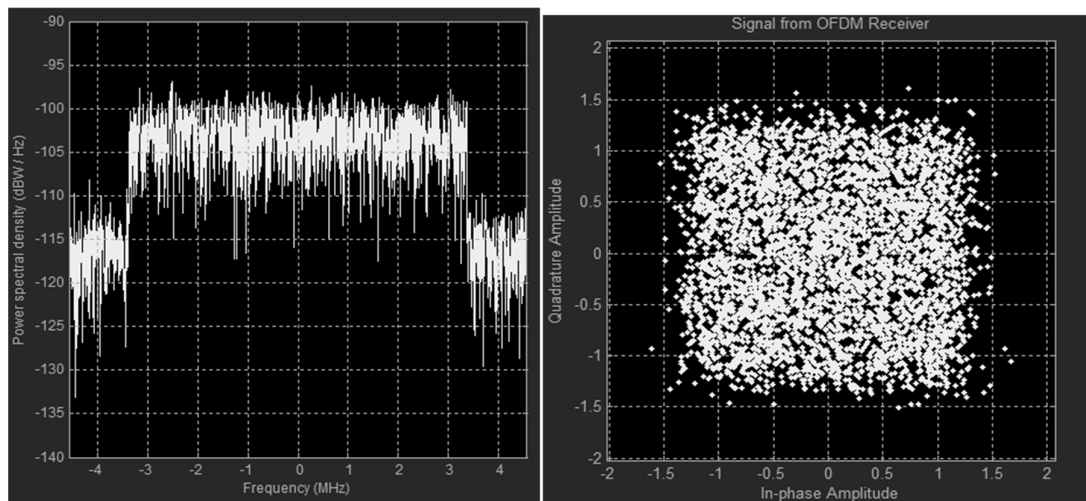 -90
-95
-100
-105
-110
-115
-120
-125
-130
-135
-140
Power spectral density (dBW / Hz)
-4 -3 -2 -1 0 1 2 3 4
Frequency (MHz)
Signal from OFDM Receiver
2
1.5
1
0.5
0
-0.5
-1
-1.5
-2
Quadrature Amplitude
-2 -1.5 -1 -0.5 0 0.5 1 1.5 2
In-phase Amplitude